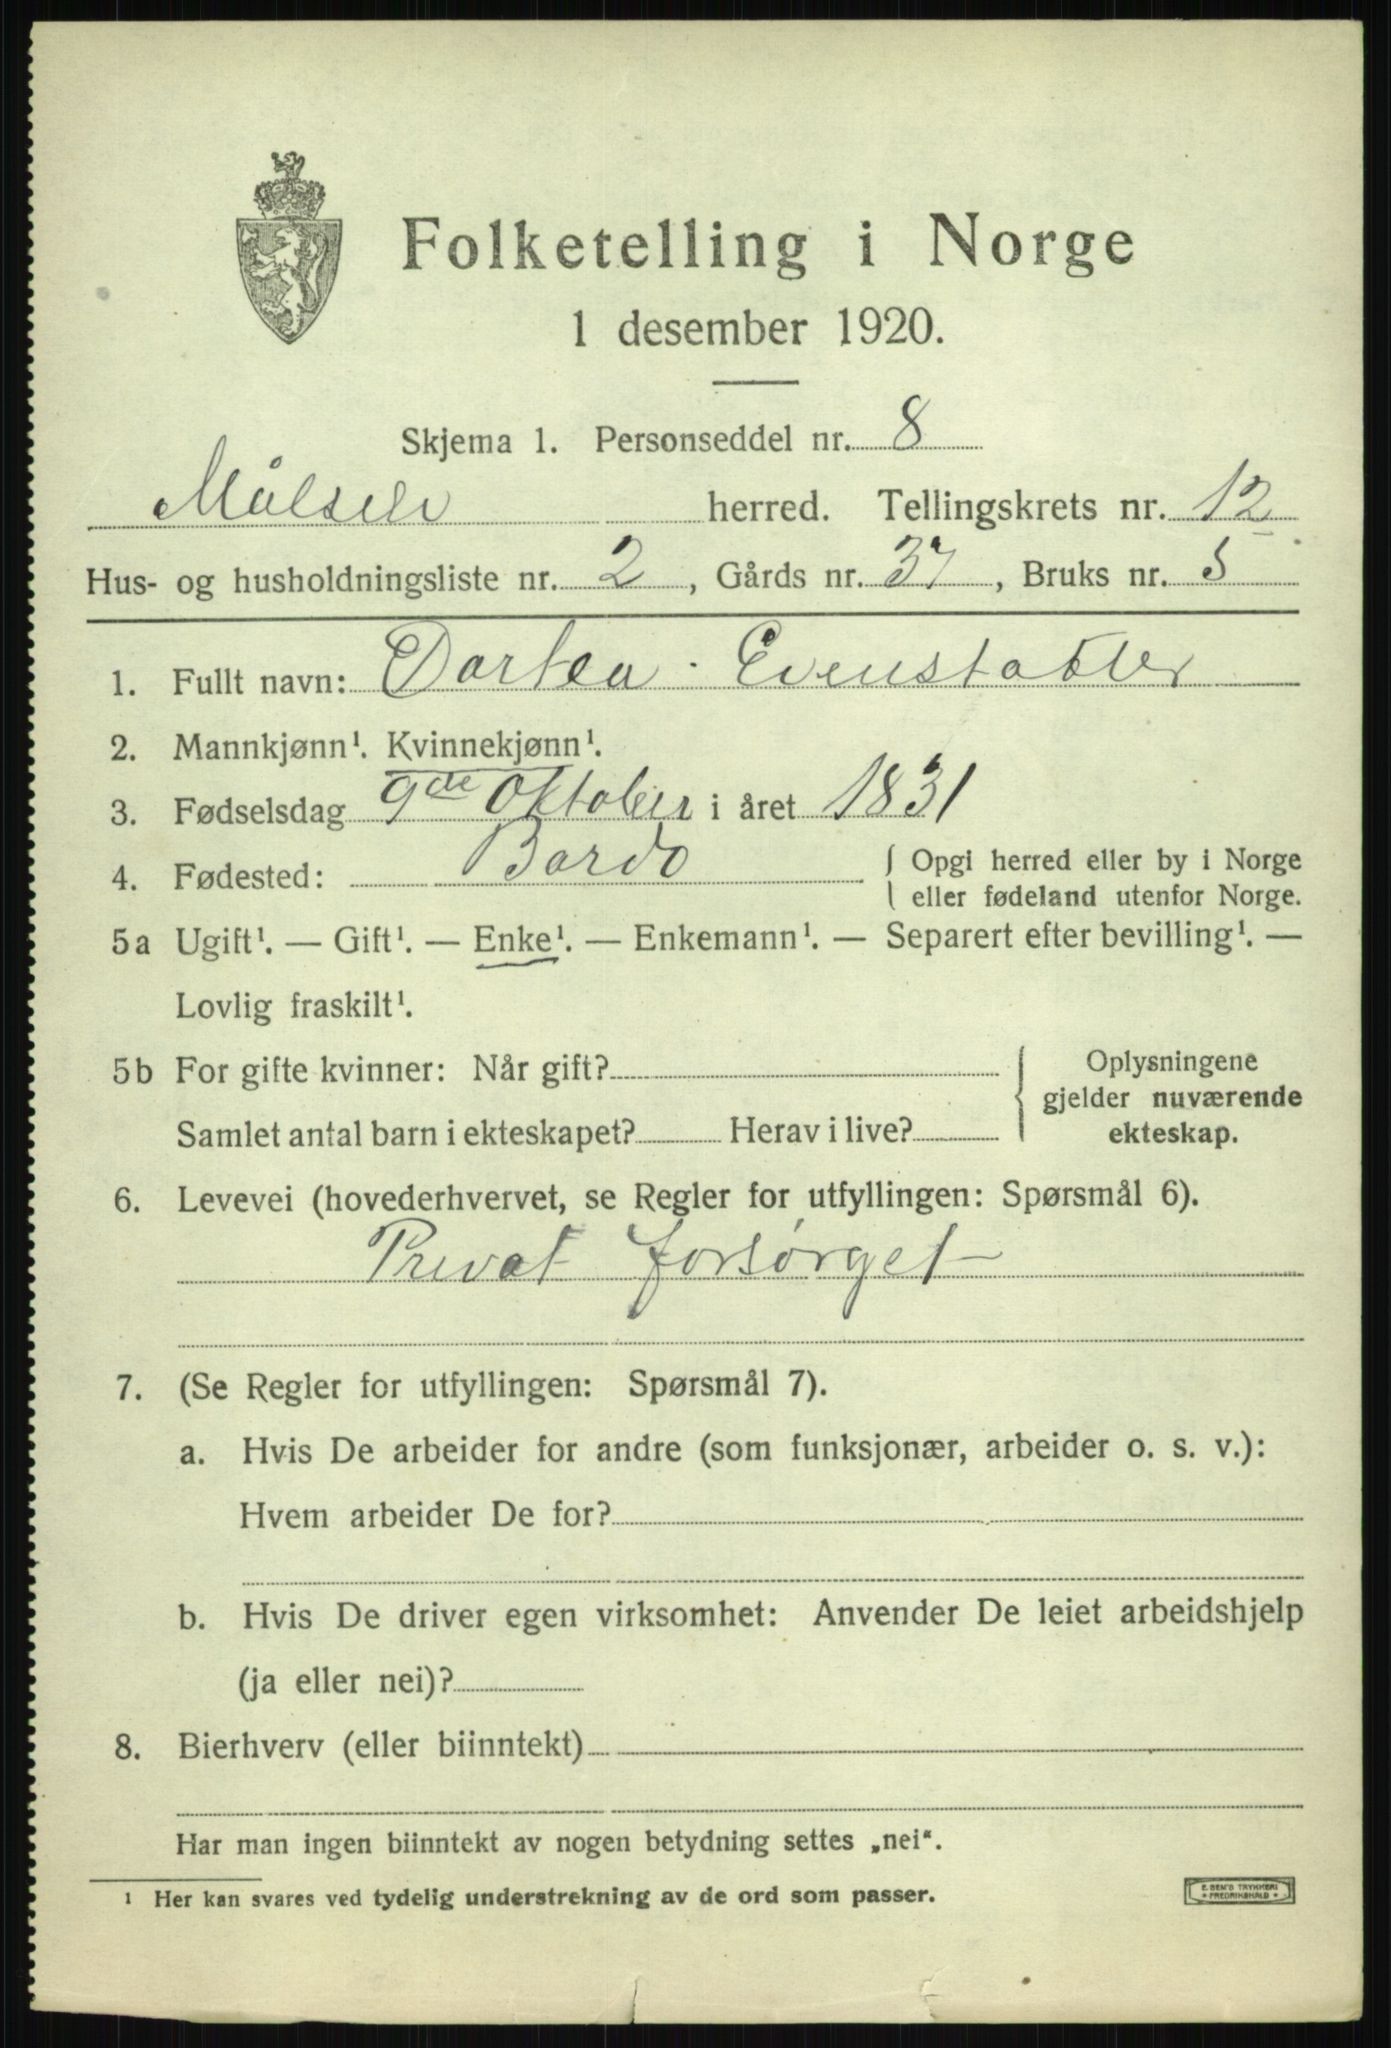 Folketelling i Norge
1 desember 1920.
Skjema 1. Personseddel nr. 8
Målselv herred. Tellingskrets nr. 12
Hus- og husholdningsliste nr. 2, Gårds nr. 37, Bruks nr. 5
1. Fullt navn: Dortea Evenstabler
2. Mannkjønn¹. Kvinnekjønn¹.
3. Fødselsdag 9de Oktober i året 1831
4. Fødested: Bardo { Opgi herred eller by i Norge
eller fødeland utenfor Norge.
5a Ugift¹. — Gift¹. — Enke¹. — Enkemann¹. — Separert efter bevilling¹. —
Lovlig fraskilt¹.
5b For gifte kvinner: Når gift? Oplysningene
gjelder nuværende
Samlet antal barn i ekteskapet? Herav i live? ekteskap.
6. Levevei (hovederhvervet, se Regler for utfyllingen: Spørsmål 6).
Privat forsørget
7. (Se Regler for utfyllingen: Spørsmål 7).
a. Hvis De arbeider for andre (som funksjonær, arbeider o. s. v.):
Hvem arbeider De for?
b. Hvis De driver egen virksomhet: Anvender De leiet arbeidshjelp
(ja eller nei)?
8. Bierhverv (eller biinntekt)
Har man ingen biinntekt av nogen betydning settes „nei“.
¹ Her kan svares ved tydelig understrekning av de ord som passer.
E. SEM'S TRYKKERI
FREDRIKSHALD